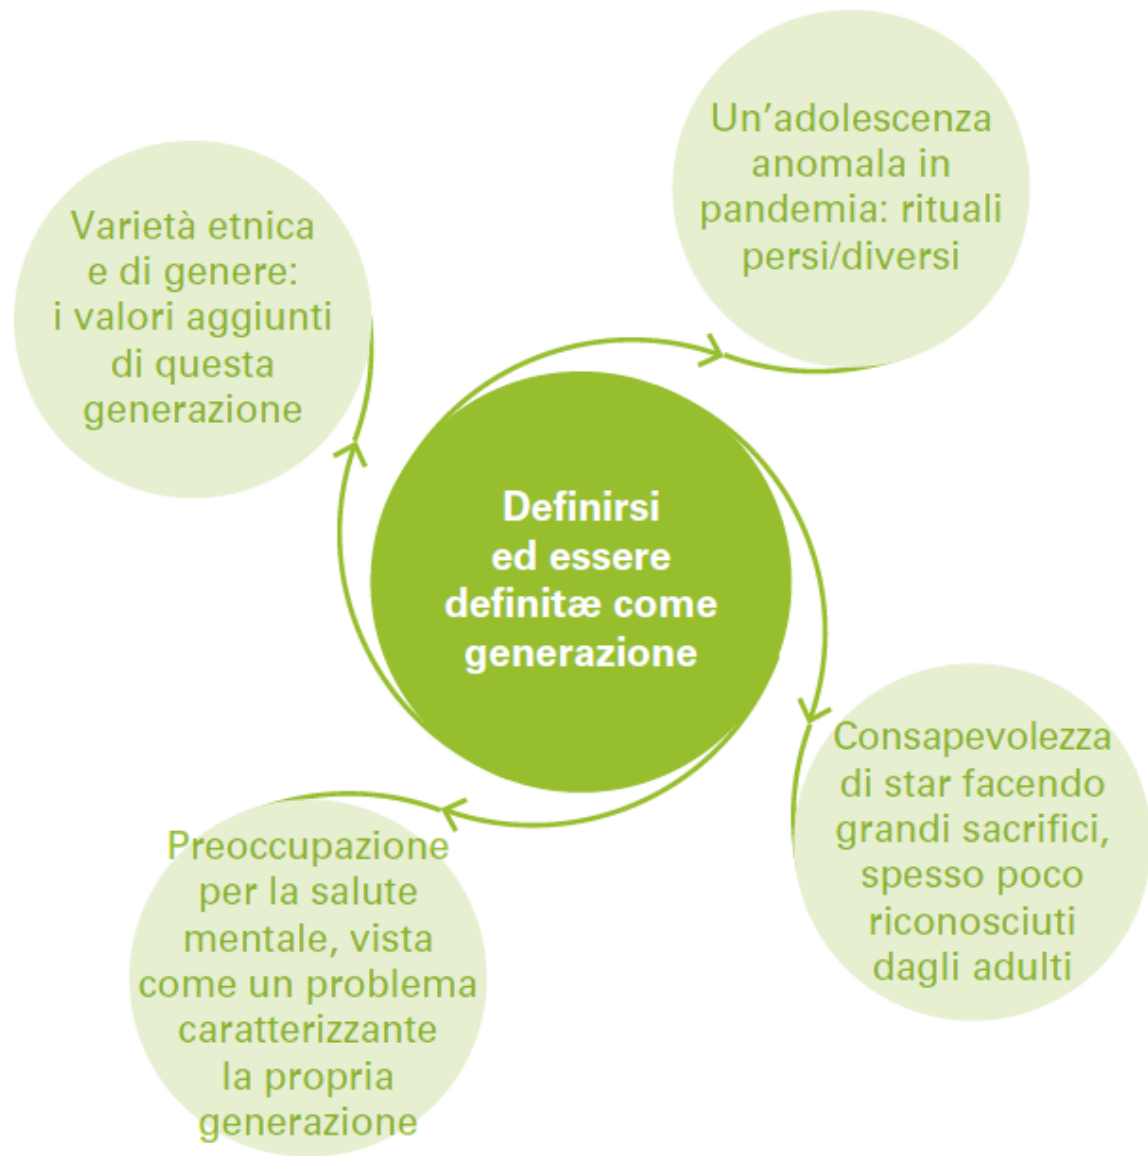 Un’adolescenza
anomala in
pandemia: rituali
persi/diversi
Varietà etnica
e di genere:
i valori aggiunti
di questa
generazione
Definirsi
ed essere
definitæ come
generazione
Consapevolezza
di star facendo
grandi sacrifici,
spesso poco
riconosciuti
dagli adulti
Preoccupazione
per la salute
mentale, vista
come un problema
caratterizzante
la propria
generazione